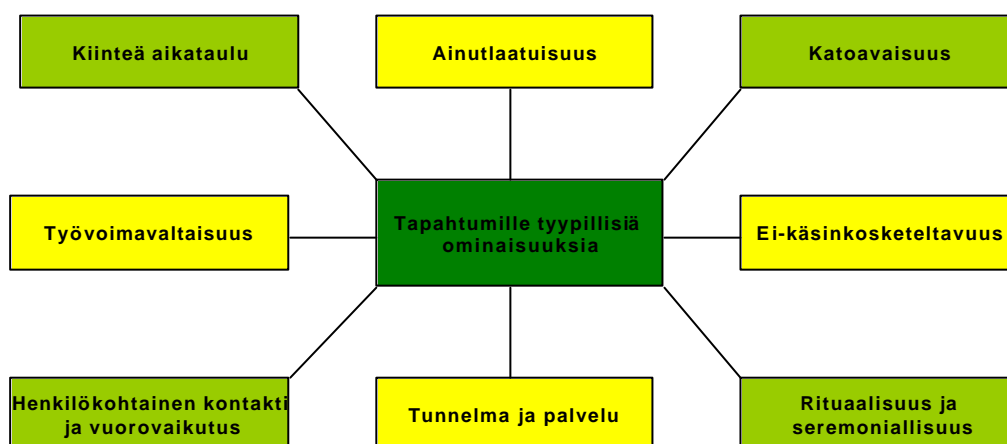 Kiinteä aikataulu
Ainutlaatuisuus
Katoavaisuus
Työvoimavaltaisuus
Tapahtumille tyypillisiä
ominaisuuksia
Ei-käsinkosketeltavuus
Henkilökohtainen kontakti
ja vuorovaikutus
Tunnelma ja palvelu
Rituaalisuus ja
seremoniallisuus